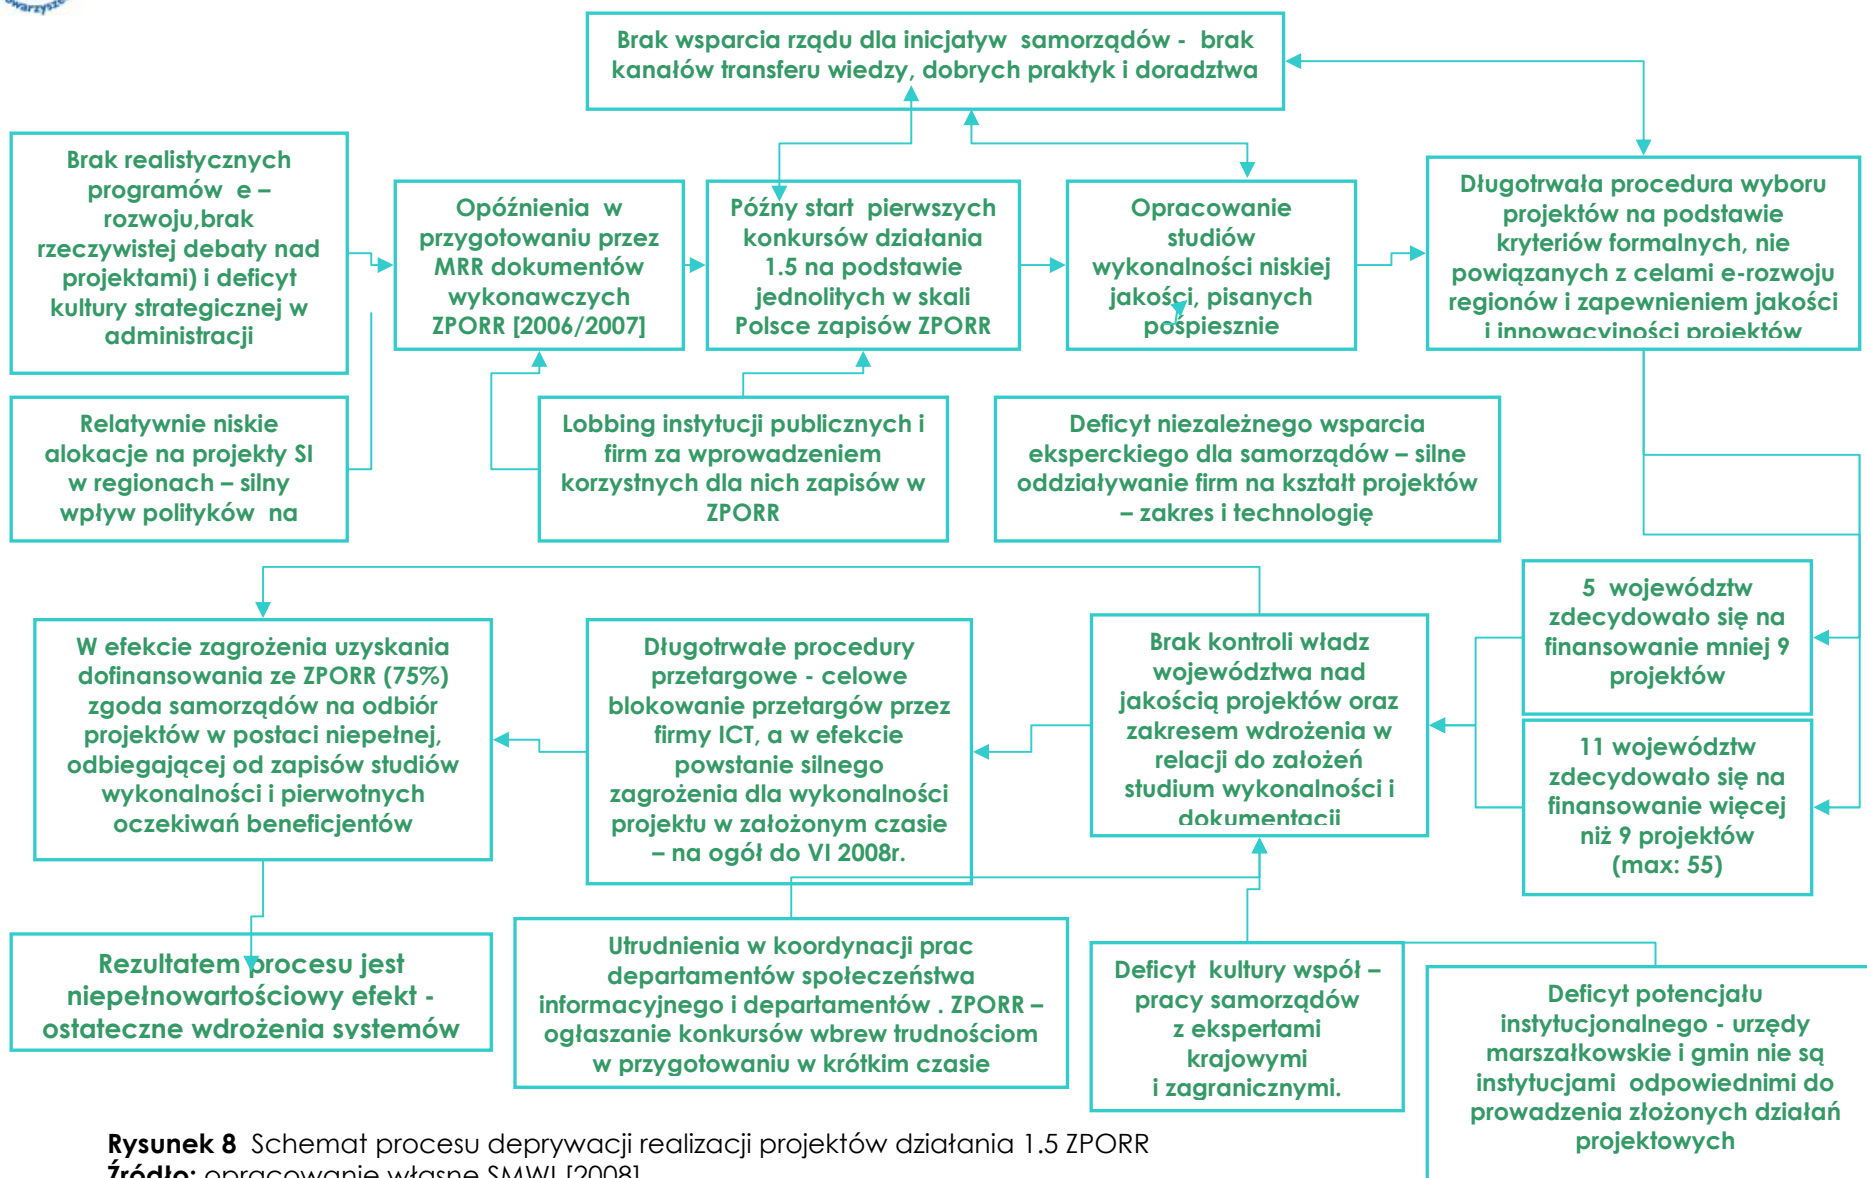 Brak wsparcia rządu dla inicjatyw samorządów - brak
kanałów transferu wiedzy, dobrych praktyk i doradztwa
Brak realistycznych
programów e –
rozwoju,brak
rzeczywistej debaty nad
projektami) i deficyt
kultury strategicznej w
administracji
Opóźnienia w
przygotowaniu przez
MRR dokumentów
wykonawczych
ZPORR [2006/2007]
Późny start pierwszych
konkursów działania
1.5 na podstawie
jednolitych w skali
Polsce zapisów ZPORR
Opracowanie
studiów
wykonalności niskiej
jakości, pisanych
pośpiesznie
Długotrwała procedura wyboru
projektów na podstawie
kryteriów formalnych, nie
powiązanych z celami e-rozwoju
regionów i zapewnieniem jakości
i innowacyjności projektów
Relatywnie niskie
alokacje na projekty SI
w regionach – silny
wpływ polityków na
Lobbing instytucji publicznych i
firm za wprowadzeniem
korzystnych dla nich zapisów w
ZPORR
Deficyt niezależnego wsparcia
eksperckiego dla samorządów – silne
oddziaływanie firm na kształt projektów
– zakres i technologię
5 województw
zdecydowało się na
finansowanie mniej 9
projektów
W efekcie zagrożenia uzyskania
dofinansowania ze ZPORR (75%)
zgoda samorządów na odbiór
projektów w postaci niepełnej,
odbiegającej od zapisów studiów
wykonalności i pierwotnych
oczekiwań beneficjentów
Długotrwałe procedury
przetargowe - celowe
blokowanie przetargów przez
firmy ICT, a w efekcie
powstanie silnego
zagrożenia dla wykonalności
projektu w założonym czasie
– na ogół do VI 2008r.
Brak kontroli władz
województwa nad
jakością projektów oraz
zakresem wdrożenia w
relacji do założeń
studium wykonalności i
dokumentacji
11 województw
zdecydowało się na
finansowanie więcej
niż 9 projektów
(max: 55)
Rezultatem procesu jest
niepełnowartościowy efekt -
ostateczne wdrożenia systemów
Utrudnienia w koordynacji prac
departamentów społeczeństwa
informacyjnego i departamentów . ZPORR –
ogłaszanie konkursów wbrew trudnościom
w przygotowaniu w krótkim czasie
Deficyt kultury współ –
pracy samorządów
z ekspertami
krajowymi
i zagranicznymi.
Deficyt potencjału
instytucjonalnego - urzędy
marszałkowskie i gmin nie są
instytucjami odpowiednimi do
prowadzenia złożonych działań
projektowych
Rysunek 8 Schemat procesu deprywacji realizacji projektów działania 1.5 ZPORR
Źródło: opracowanie własne SMWI [2008]